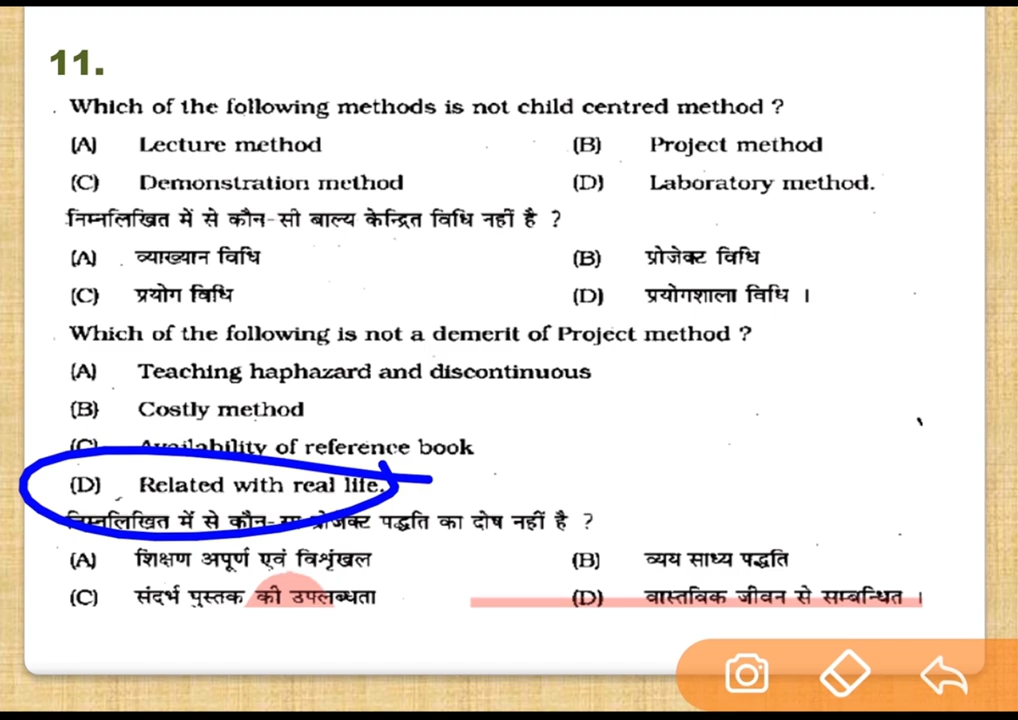 11.
Which of the following methods is not child centred method ?
(A) Lecture method (B) Project method
(C) Demonstration method (D) Laboratory method.
निम्नलिखित में से कौन-सी बाल्य केन्द्रित विधि नहीं है ?
(A) व्याख्यान विधि (B) प्रोजेक्ट विधि
(C) प्रयोग विधि (D) प्रयोगशाला विधि ।
Which of the following is not a demerit of Project method ?
(A) Teaching haphazard and discontinuous
(B) Costly method
(C) Availability of reference book
(D) Related with real life.
निम्नलिखित में से कौन-सा प्रोजेक्ट पद्धति का दोष नहीं है ?
(A) शिक्षण अपूर्ण एवं विशृंखल (B) व्यय साध्य पद्धति
(C) संदर्भ पुस्तक की उपलब्धता (D) वास्तविक जीवन से सम्बन्धित ।